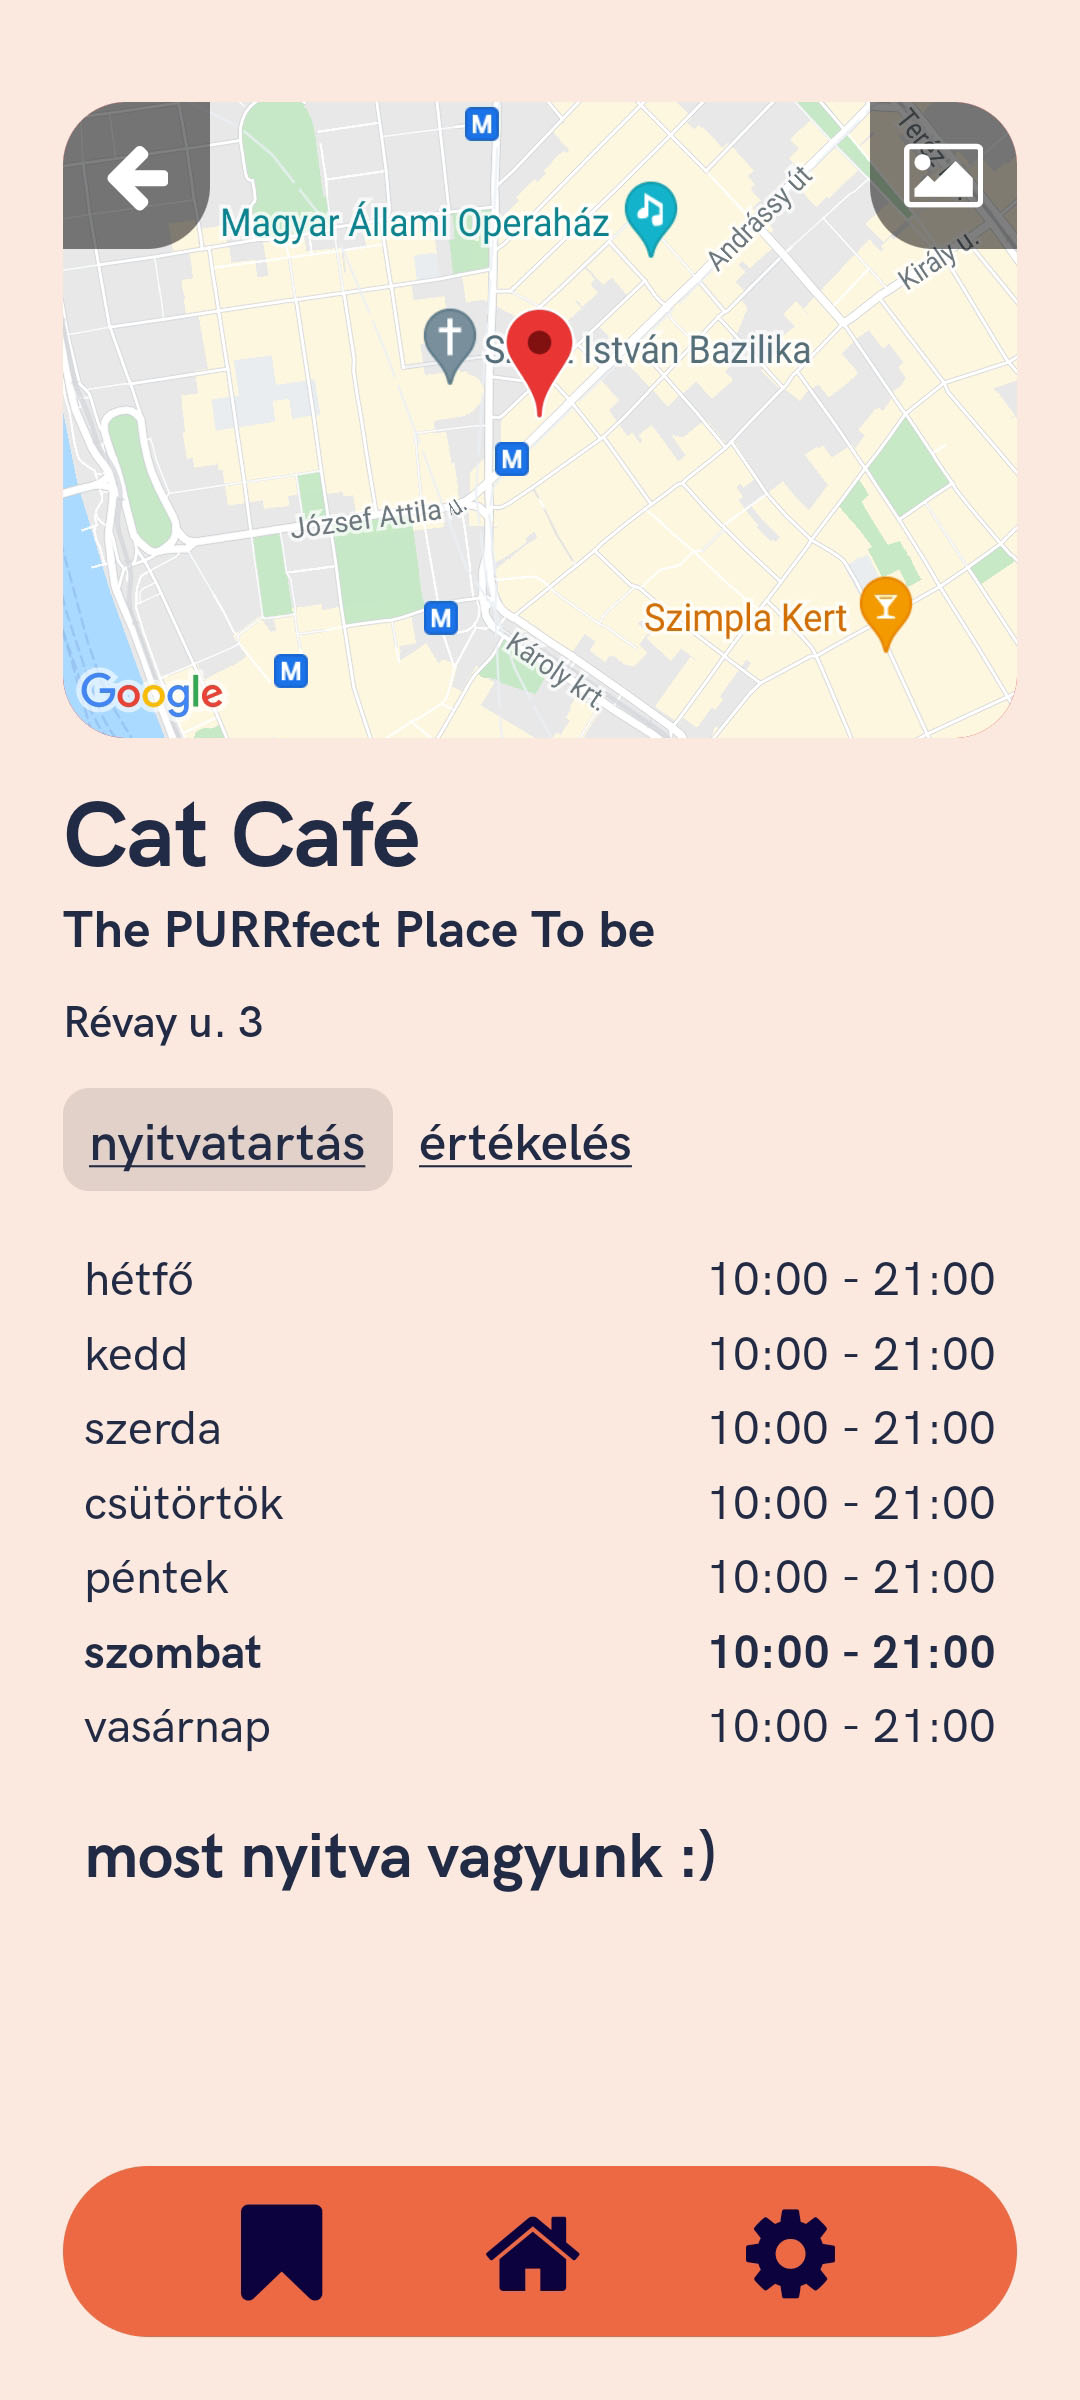 M
Teréz
Magyar Állami Operaház
Andrássy út
Király u.
István Bazilika
M
József Attila u.
M
Szimpla Kert
Károly krt.
M
Google
Cat Café
The PURRfect Place To be
Révay u. 3
nyitvatartás értékelés
hétfő 10:00 - 21:00
kedd 10:00 - 21:00
szerda 10:00 - 21:00
csütörtök 10:00 - 21:00
péntek 10:00 - 21:00
szombat 10:00 - 21:00
vasárnap 10:00 - 21:00
most nyitva vagyunk :)